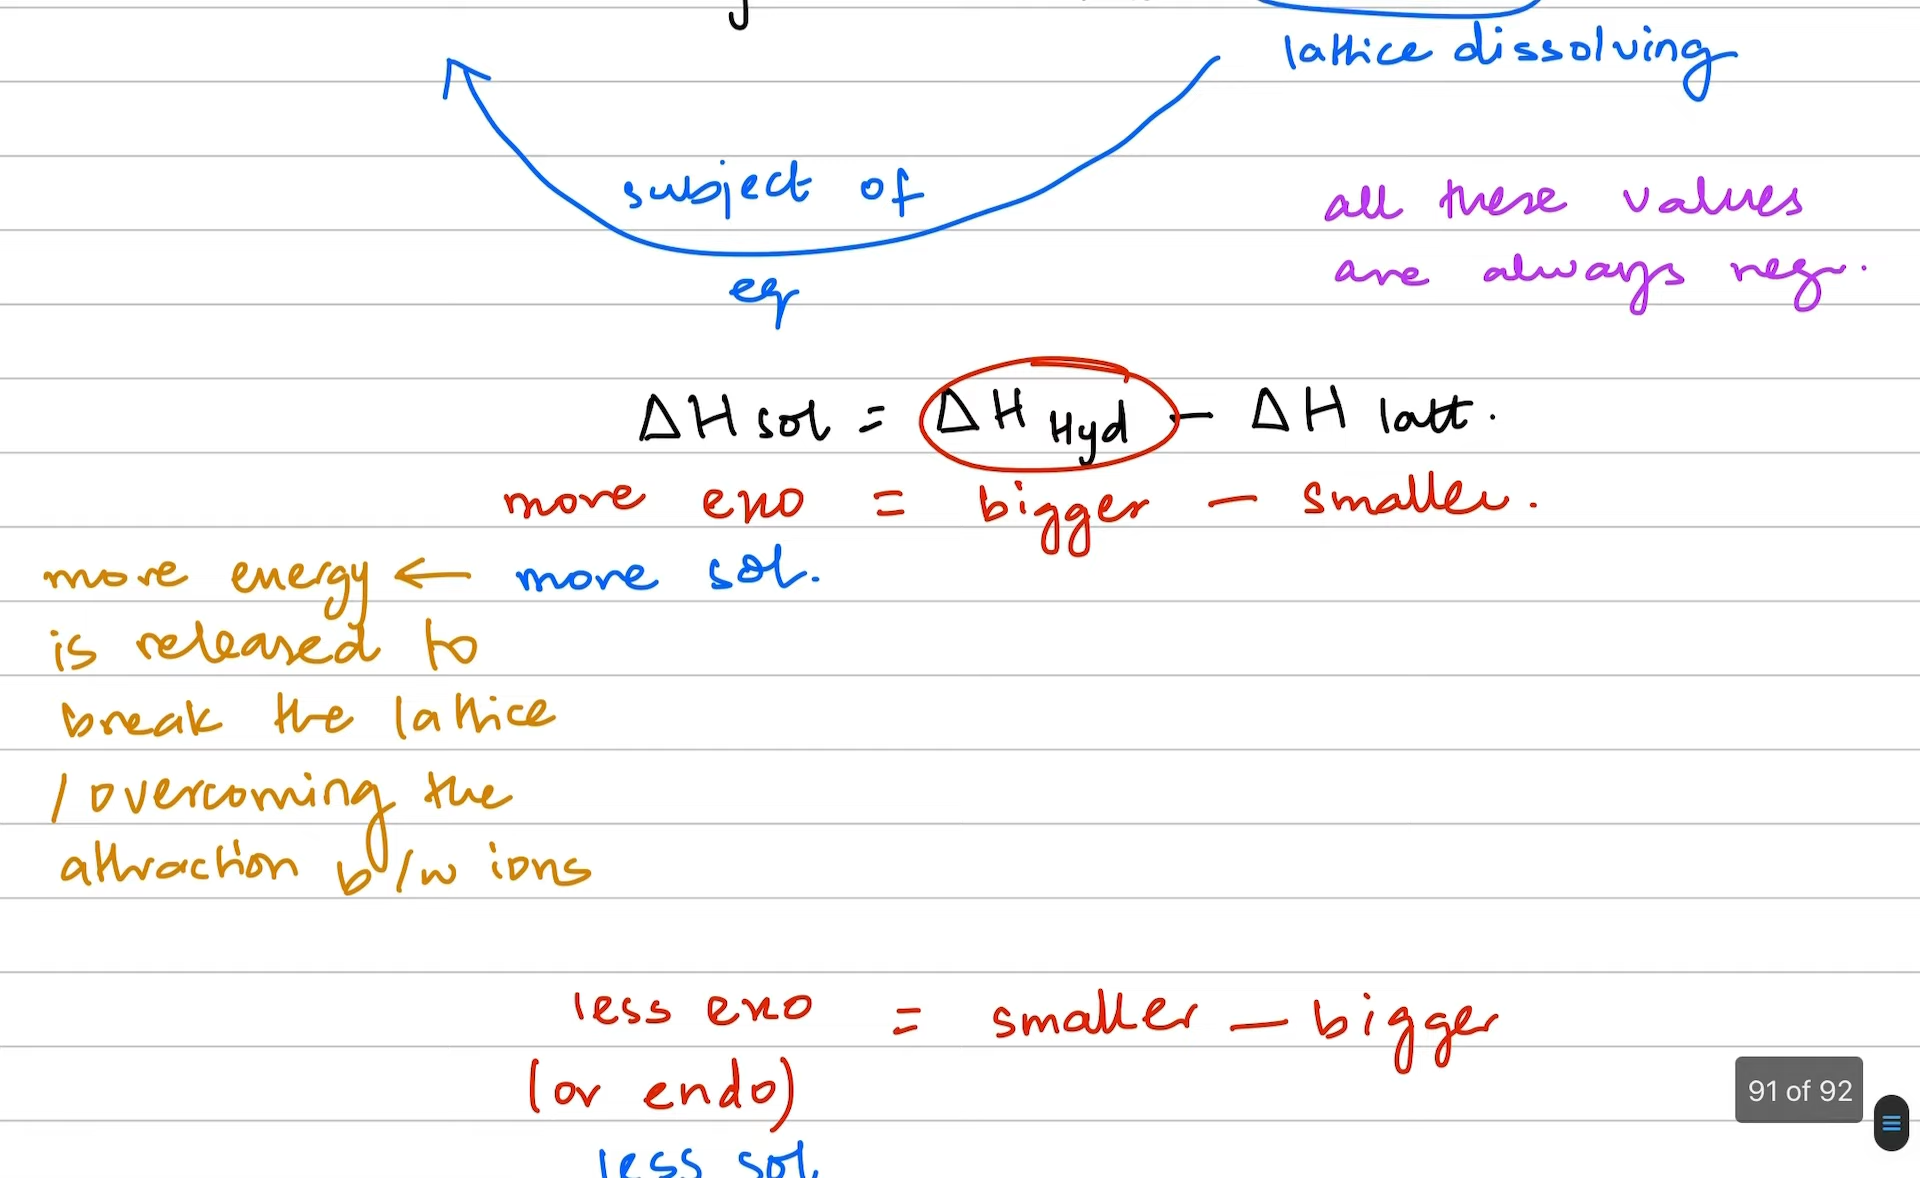 lattice dissolving
subject of
eq
all these values
are always neg.
ΔH sol = ΔH Hyd - ΔH latt.
more exo = bigger - smaller.
more energy ← more sol.
is released to
break the lattice
/ overcoming the
attraction b/w ions
less exo = smaller - bigger
(or endo)
less sol
91 of 92